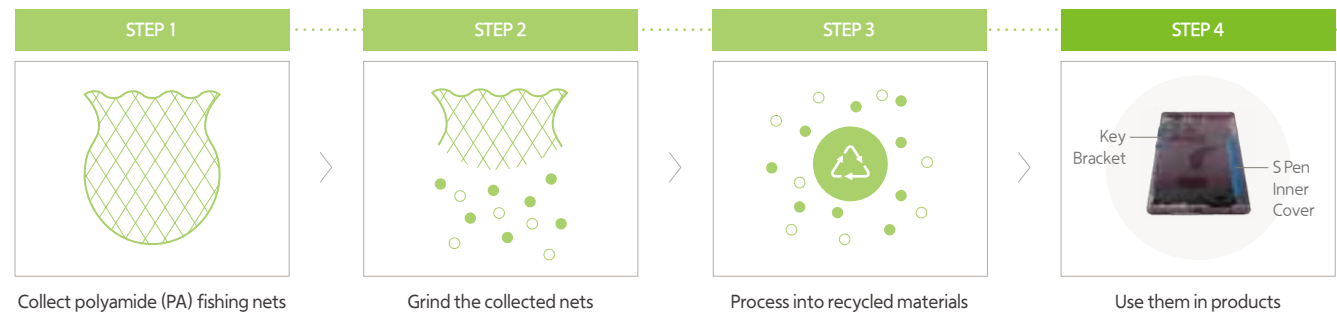 STEP 1
STEP 2
STEP 3
STEP 4
Key
Bracket
S Pen
Inner
Cover
Collect polyamide (PA) fishing nets
Grind the collected nets
Process into recycled materials
Use them in products